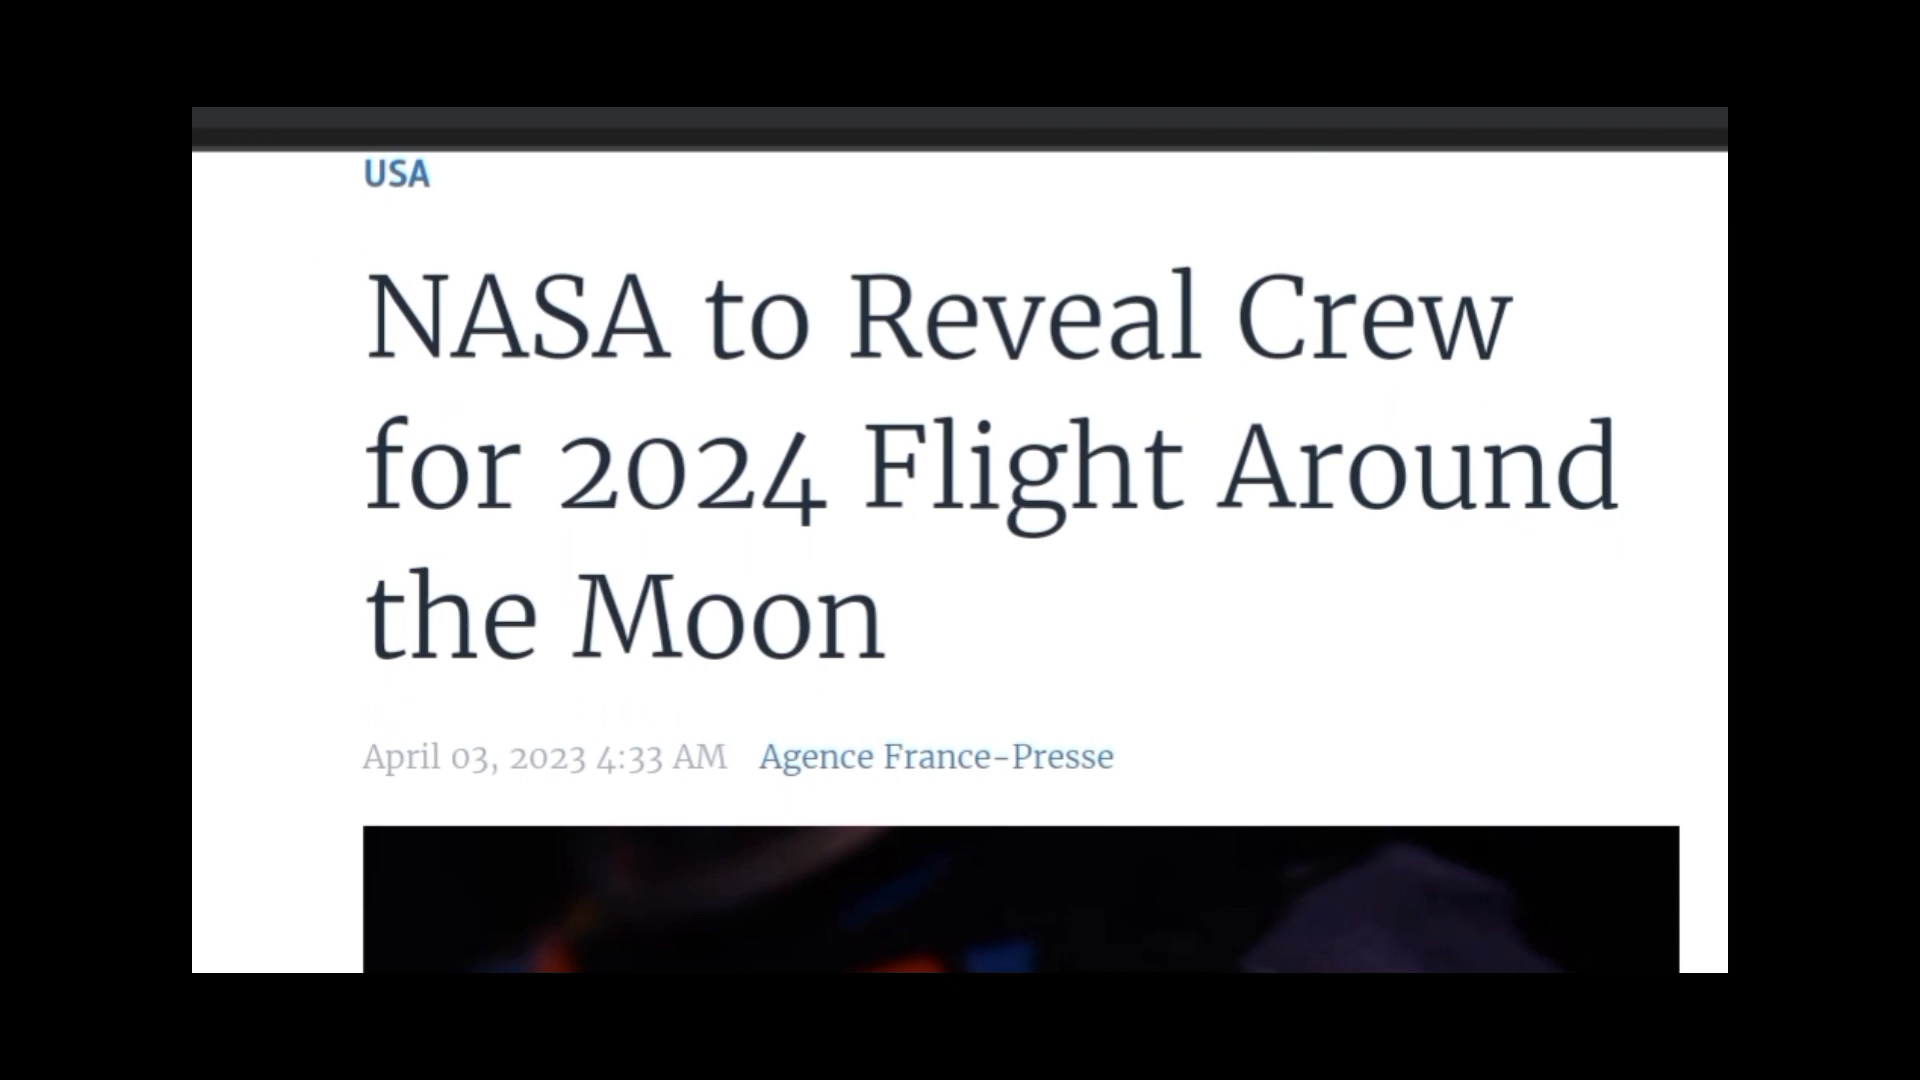 USA
NASA to Reveal Crew
for 2024 Flight Around
the Moon
April 03, 2023 4:33 AM Agence France-Presse